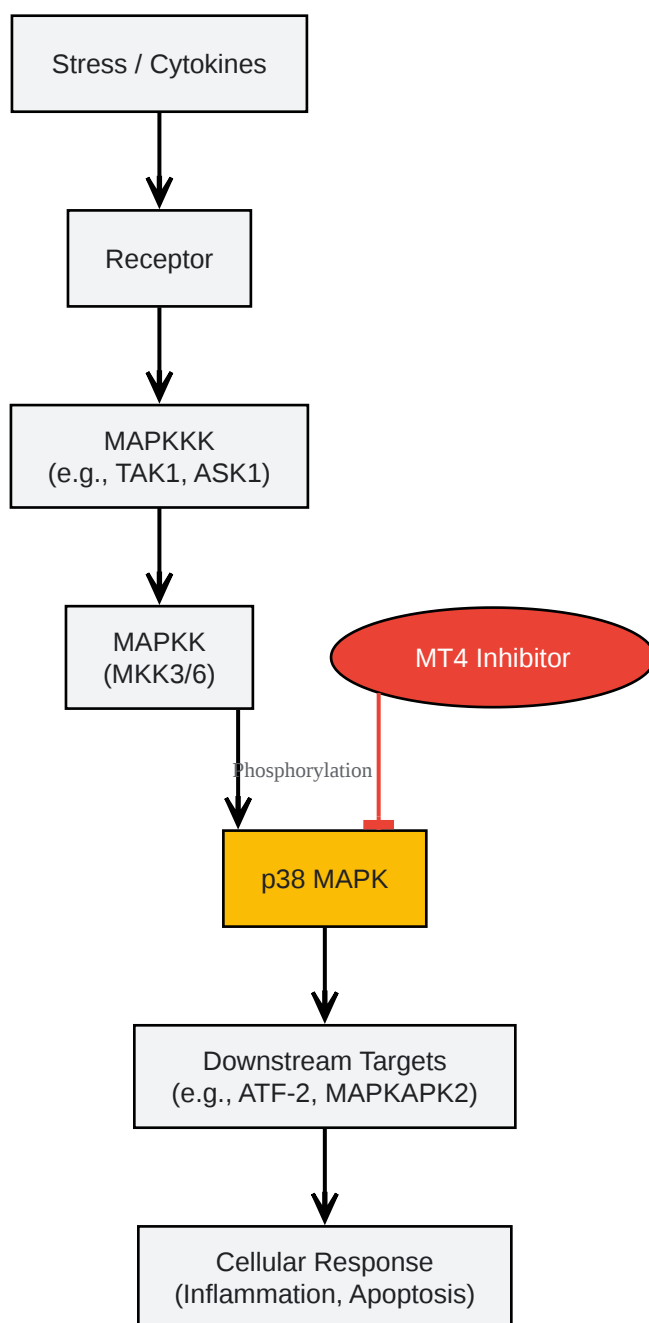 Stress / Cytokines
Receptor
MAPKKK
(e.g., TAK1, ASK1)
MAPKK
(MKK3/6)
MT4 Inhibitor
Phosphorylation
p38 MAPK
Downstream Targets
(e.g., ATF-2, MAPKAPK2)
Cellular Response
(Inflammation, Apoptosis)